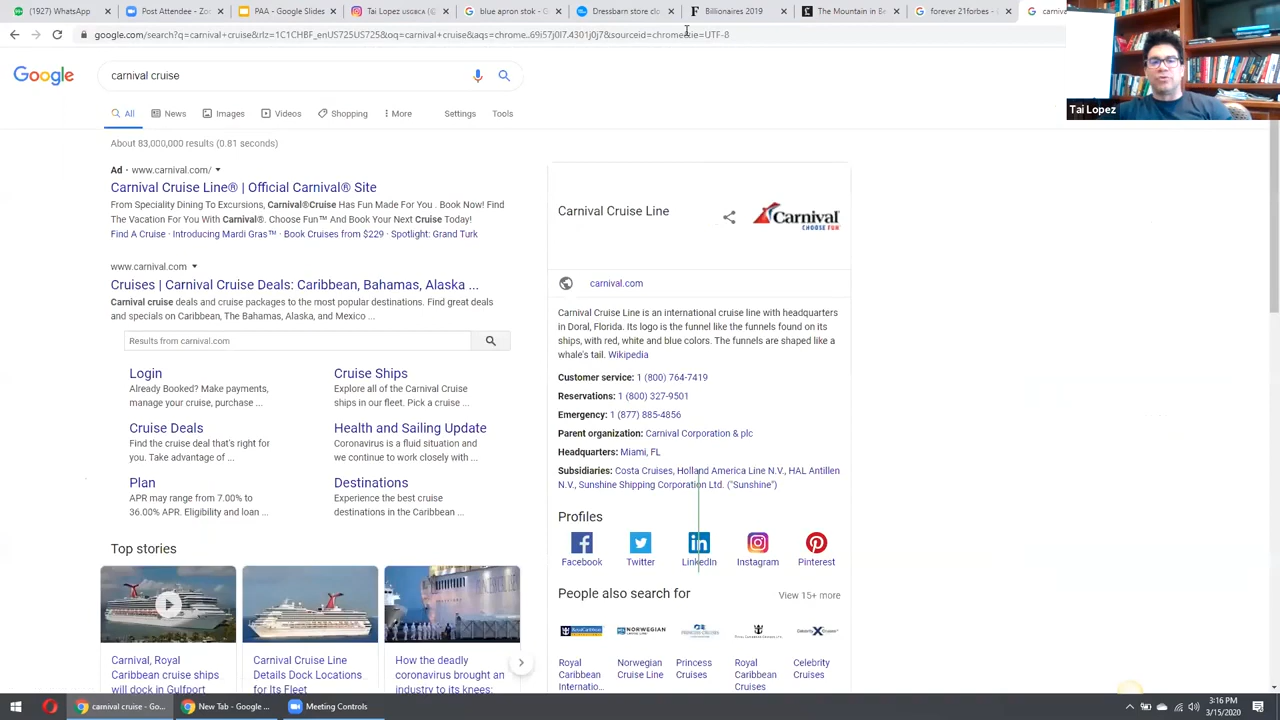 Post Attendee - Zoom
PAA - Google Slides
Tai Lopez ussca (@
blue apron stok - G
Dressbarn store clo
Billionaires 2019
The Mountain in Be
forever 21forbes -
carniva
google.com/search?q=carnival+cruise&rlz=1C1CHBF_enUS725US725&oq=carnival+cruise&aqs=chrome..69i57j0l7.4301j0j7&sourceid=chrome&ie=UTF-8
Tai Lopez
Google
carnival cruise
All
News
Images
Videos
Shopping
More
Settings
Tools
About 83,000,000 results (0.81 seconds)
Ad · www.carnival.com/
Carnival Cruise Line® | Official Carnival® Site
From Speciality Dining To Excursions, Carnival®Cruise Has Fun Made For You . Book Now! Find
The Vacation For You With Carnival®. Choose Fun™ And Book Your Next Cruise Today!
Find A Cruise · Introducing Mardi Gras™ · Book Cruises from $229 · Spotlight: Grand Turk
www.carnival.com
Cruises | Carnival Cruise Deals: Caribbean, Bahamas, Alaska ...
Carnival cruise deals and cruise packages to the most popular destinations. Find great deals
and specials on Caribbean, The Bahamas, Alaska, and Mexico ...
Results from carnival.com
Login
Already Booked? Make payments,
manage your cruise, purchase ...
Cruise Ships
Explore all of the Carnival Cruise
ships in our fleet. Pick a cruise ...
Cruise Deals
Find the cruise deal that's right for
you. Take advantage of ...
Health and Sailing Update
Coronavirus is a fluid situation and
we continue to work closely with ...
Plan
APR may range from 7.00% to
36.00% APR. Eligibility and loan ...
Destinations
Experience the best cruise
destinations in the Caribbean ...
Top stories
Carnival, Royal
Caribbean cruise ships
will dock in Gulfport
Carnival Cruise Line
Details Dock Locations
for Its Fleet
How the deadly
coronavirus brought an
industry to its knees:
Carnival Cruise Line
Carnival
CHOOSE FUN
carnival.com
Carnival Cruise Line is an international cruise line with headquarters
in Doral, Florida. Its logo is the funnel like the funnels found on its
ships, with red, white and blue colors. The funnels are shaped like a
whale's tail. Wikipedia
Customer service: 1 (800) 764-7419
Reservations: 1 (800) 327-9501
Emergency: 1 (877) 885-4856
Parent organization: Carnival Corporation & plc
Headquarters: Miami, FL
Subsidiaries: Costa Cruises, Holland America Line N.V., HAL Antillen
N.V., Sunshine Shipping Corporation Ltd. ("Sunshine")
Profiles
Facebook
Twitter
LinkedIn
Instagram
Pinterest
People also search for
View 15+ more
Royal
Caribbean
Internatio...
Norwegian
Cruise Line
Princess
Cruises
Royal
Caribbean
Cruises
Celebrity
Cruises
carnival cruise - Go...
New Tab - Google ...
Meeting Controls
3:16 PM
3/15/2020